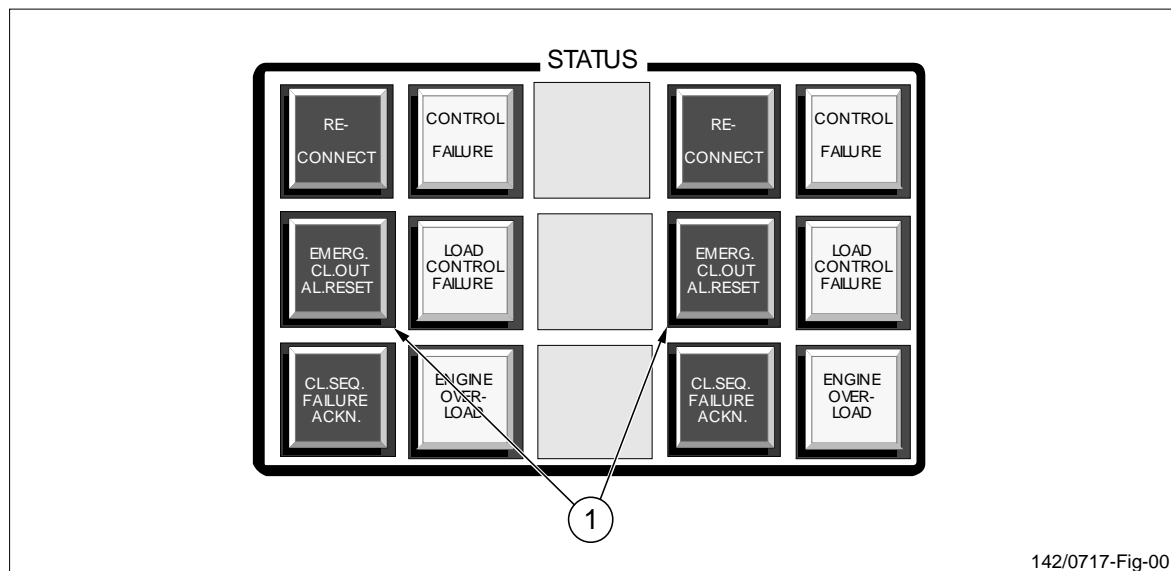 STATUS
RE-
CONNECT
CONTROL
FAILURE
RE-
CONNECT
CONTROL
FAILURE
EMERG.
CL.OUT
AL.RESET
LOAD
CONTROL
FAILURE
EMERG.
CL.OUT
AL.RESET
LOAD
CONTROL
FAILURE
CL.SEQ.
FAILURE
ACKN.
ENGINE
OVER-
LOAD
CL.SEQ.
FAILURE
ACKN.
ENGINE
OVER-
LOAD
1
142/0717-Fig-00